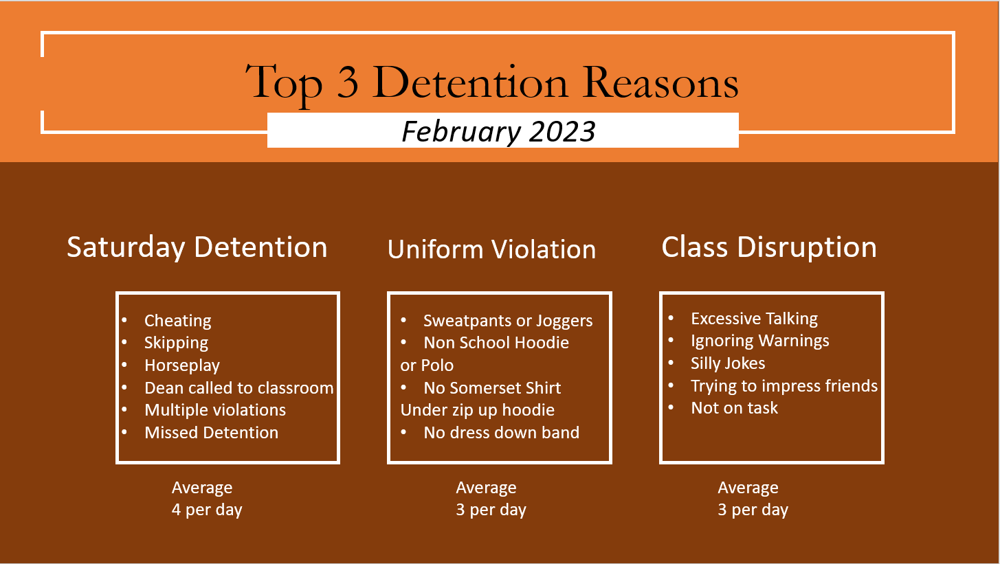 Top 3 Detention Reasons
February 2023
Saturday Detention
• Cheating
• Skipping
• Horseplay
• Dean called to classroom
• Multiple violations
• Missed Detention
Average
4 per day
Uniform Violation
• Sweatpants or Joggers
• Non School Hoodie
or Polo
• No Somerset Shirt
Under zip up hoodie
• No dress down band
Average
3 per day
Class Disruption
• Excessive Talking
• Ignoring Warnings
• Silly Jokes
• Trying to impress friends
• Not on task
Average
3 per day